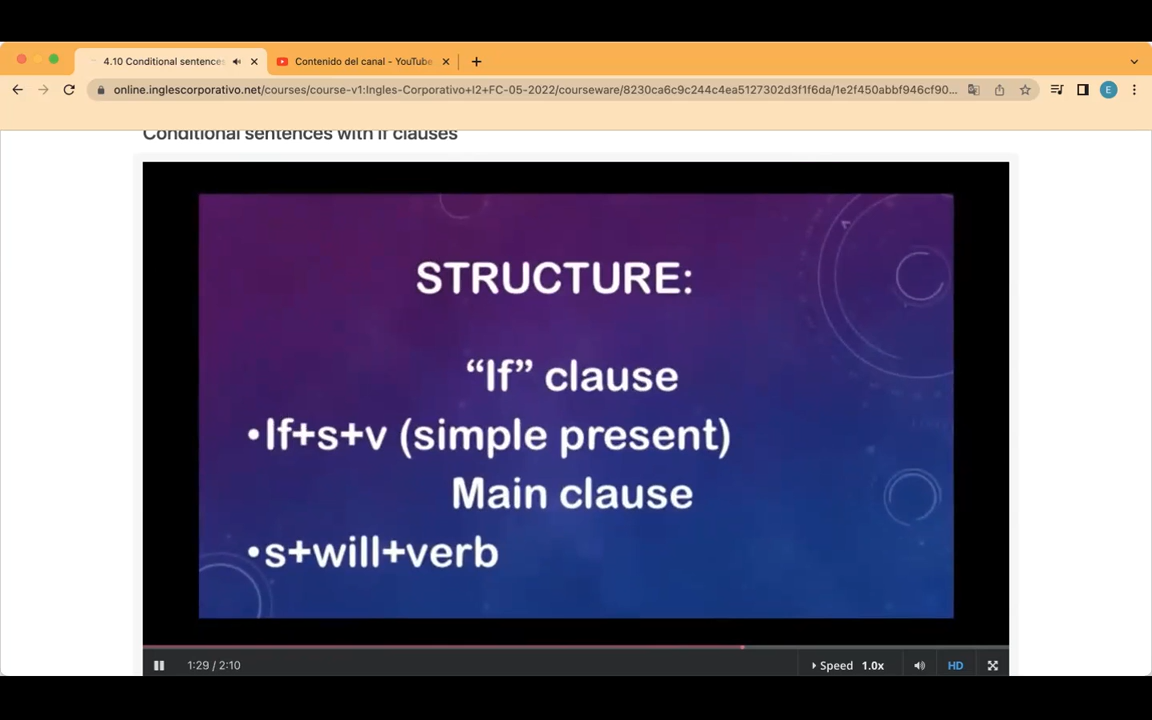 4.10 Conditional sentences
Contenido del canal - YouTube
online.inglescorporativo.net/courses/course-v1:Ingles-Corporativo+I2+FC-05-2022/courseware/8230ca6c9c244c4ea5127302d3f1f6da/1e2f450abbf946cf90...
E
Conditional sentences with if clauses
STRUCTURE:
“If” clause
•If+s+v (simple present)
Main clause
•s+will+verb
1:29 / 2:10
Speed 1.0x
HD